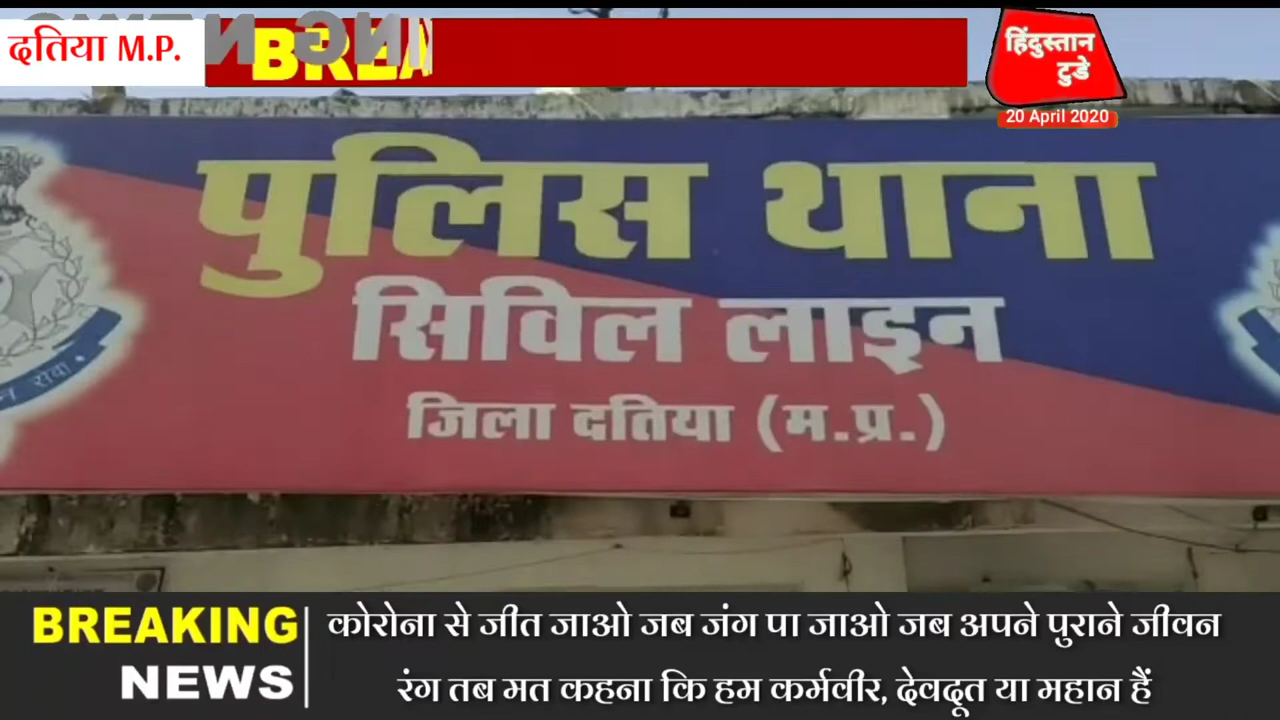 दतिया M.P.
BREA
हिंदुस्तान
टुडे
20 April 2020
पुलिस थाना
सिविल लाइन
जिला दतिया (म.प्र.)
सेवा
BREAKING
NEWS
कोरोना से जीत जाओ जब जंग पा जाओ जब अपने पुराने जीवन
रंग तब मत कहना कि हम कर्मवीर, देवदूत या महान हैं